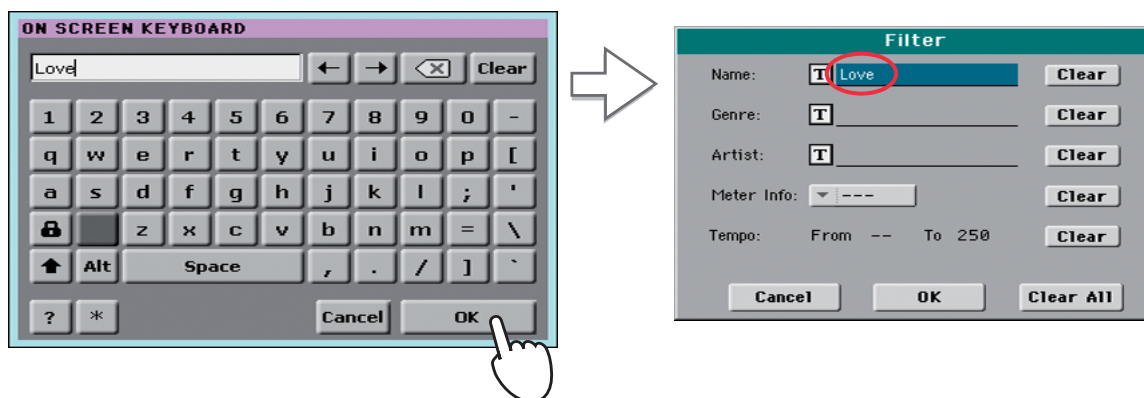 ON SCREEN KEYBOARD
Love ← → ⌫ Clear
1 2 3 4 5 6 7 8 9 0 -
q w e r t y u i o p [
a s d f g h j k l ; '
z x c v b n m = \
Alt Space , . / ] `
? * Cancel OK
Filter
Name: T Love Clear
Genre: T Clear
Artist: T Clear
Meter Info: --- Clear
Tempo: From -- To 250 Clear
Cancel OK Clear All